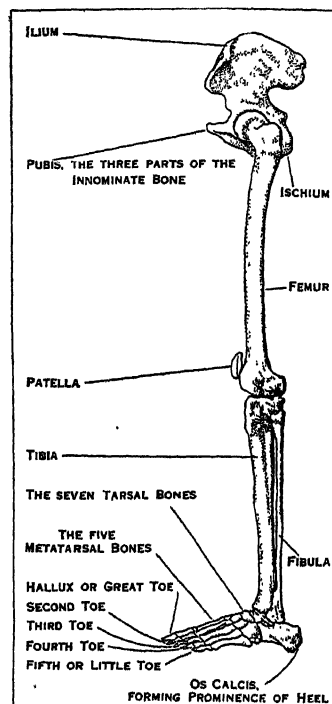 ILIUM
PUBIS, THE THREE PARTS OF THE
INNOMINATE BONE
ISCHIUM
FEMUR
PATELLA
TIBIA
THE SEVEN TARSAL BONES
THE FIVE
METATARSAL BONES
FIBULA
HALLUX OR GREAT TOE
SECOND TOE
THIRD TOE
FOURTH TOE
FIFTH OR LITTLE TOE
OS CALCIS,
FORMING PROMINENCE OF HEEL